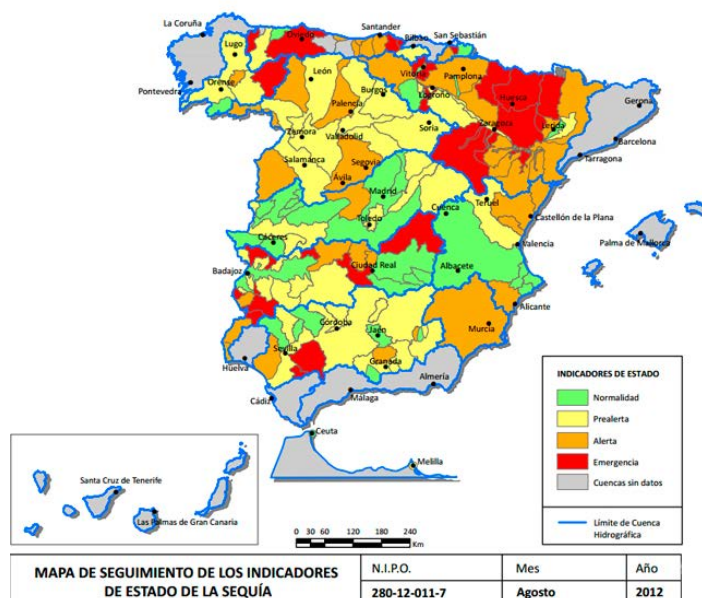 La Coruña
Santander
San Sebastián
Oviedo
Bilbao
Lugo
Vitoria
Pamplona
León
Pontevedra
Orense
Burgos
Logroño
Huesca
Gerona
Palencia
Zaragoza
Lerida
Zamora
Valladolid
Soria
Barcelona
Tarragona
Salamanca
Segovia
Ávila
Madrid
Teruel
Cuenca
Toledo
Castellón de la Plana
Cáceres
Valencia
Palma de Mallorca
Badajoz
Ciudad Real
Albacete
Alicante
Córdoba
Murcia
Jaén
Sevilla
Granada
Huelva
Almería
Málaga
Cádiz
Ceuta
Melilla
INDICADORES
DE ESTADO
Normalidad
Prealerta
Alerta
Emergencia
Cuencas sin datos
Límite de Cuenca
Hidrográfica
Santa Cruz de Tenerife
Las Palmas de Gran Canaria
0 30 60 120 180 240
Km
MAPA DE SEGUIMIENTO DE LOS INDICADORES
DE ESTADO DE LA SEQUÍA
N.I.P.O.
280-12-011-7
Mes
Agosto
Año
2012